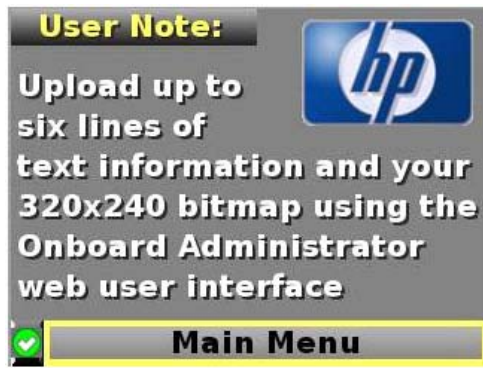 User Note:
hp
Upload up to
six lines of
text information and your
320x240 bitmap using the
Onboard Administrator
web user interface
Main Menu